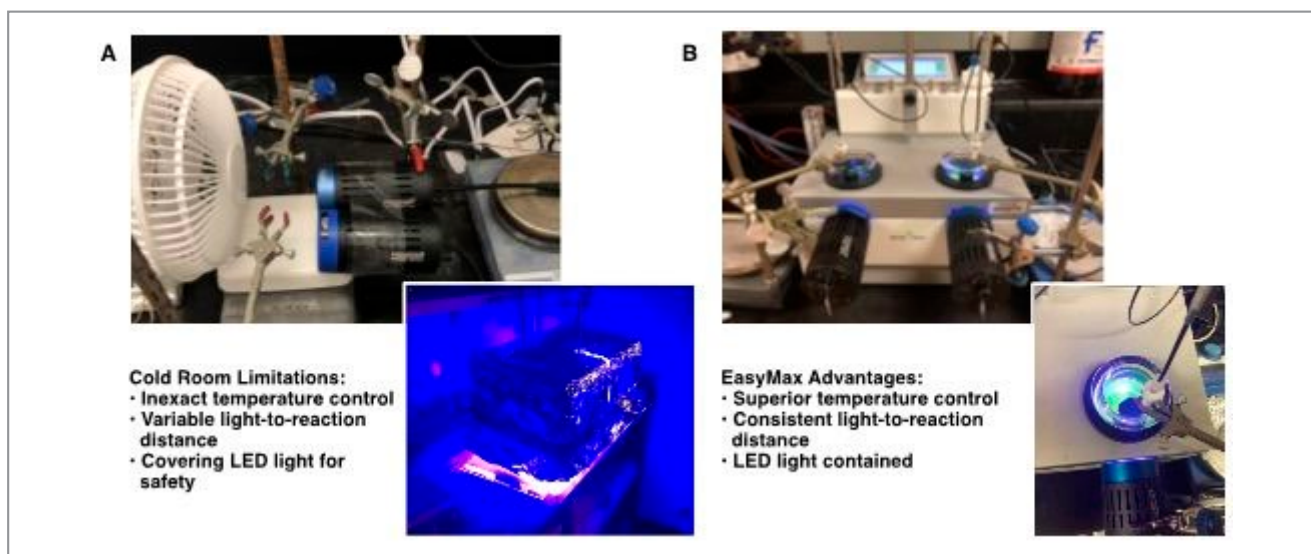 A
B
Cold Room Limitations:
· Inexact temperature control
· Variable light-to-reaction
distance
· Covering LED light for
safety
EasyMax Advantages:
· Superior temperature control
· Consistent light-to-reaction
distance
· LED light contained